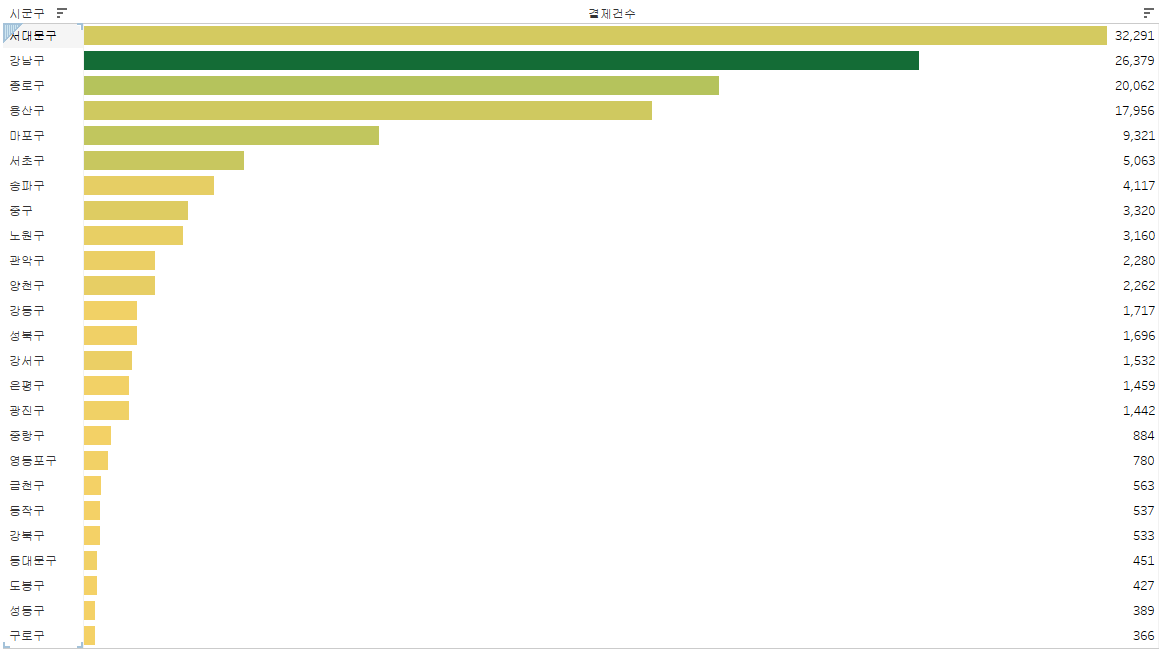 시군구 결제건수
서대문구 32,291
강남구 26,379
종로구 20,062
용산구 17,956
마포구 9,321
서초구 5,063
송파구 4,117
중구 3,320
노원구 3,160
관악구 2,280
양천구 2,262
강동구 1,717
성북구 1,696
강서구 1,532
은평구 1,459
광진구 1,442
중랑구 884
영등포구 780
금천구 563
동작구 537
강북구 533
동대문구 451
도봉구 427
성동구 389
구로구 366